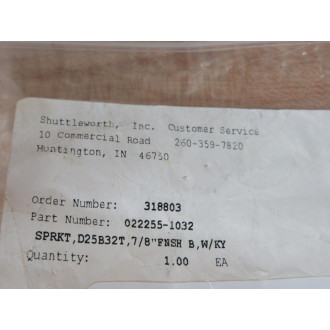 Shuttleworth, Inc. Customer Service
10 Commercial Road 260-359-7820
Huntington, IN 46750
Order Number: 318803
Part Number: 022255-1032
SPRKT,D25B32T,7/8"FNSH B,W/KY
Quantity: 1.00 EA